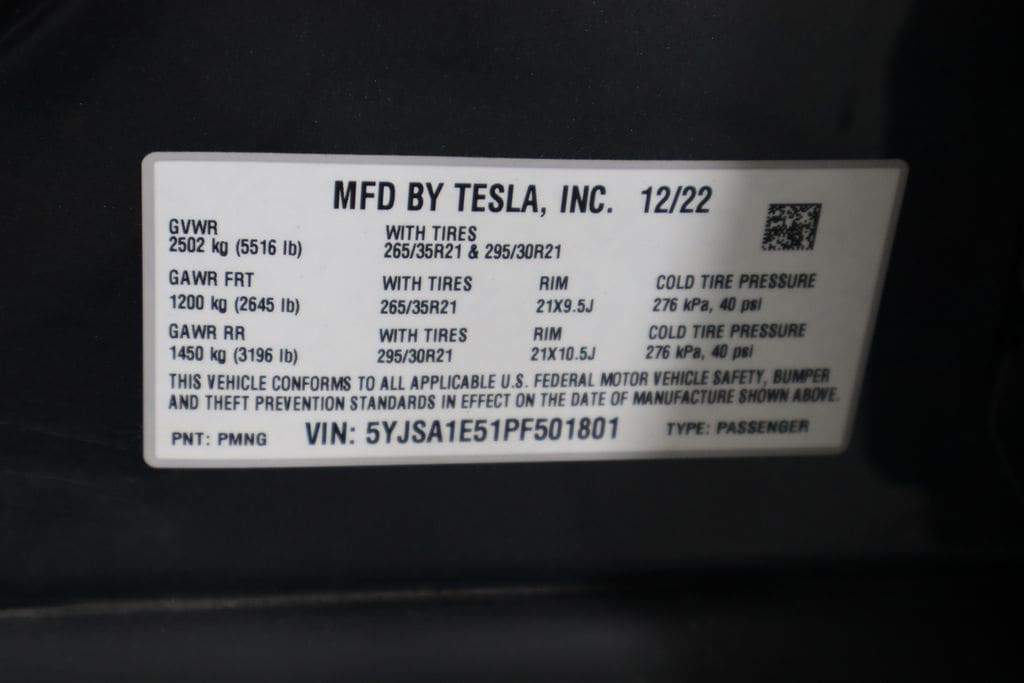 MFD BY TESLA, INC. 12/22
GVWR WITH TIRES
2502 kg (5516 lb) 265/35R21 & 295/30R21
GAWR FRT WITH TIRES RIM COLD TIRE PRESSURE
1200 kg (2645 lb) 265/35R21 21X9.5J 276 kPa, 40 psi
GAWR RR WITH TIRES RIM COLD TIRE PRESSURE
1450 kg (3196 lb) 295/30R21 21X10.5J 276 kPa, 40 psi
THIS VEHICLE CONFORMS TO ALL APPLICABLE U.S. FEDERAL MOTOR VEHICLE SAFETY, BUMPER
AND THEFT PREVENTION STANDARDS IN EFFECT ON THE DATE OF MANUFACTURE SHOWN ABOVE.
PNT: PMNG VIN: 5YJSA1E51PF501801 TYPE: PASSENGER